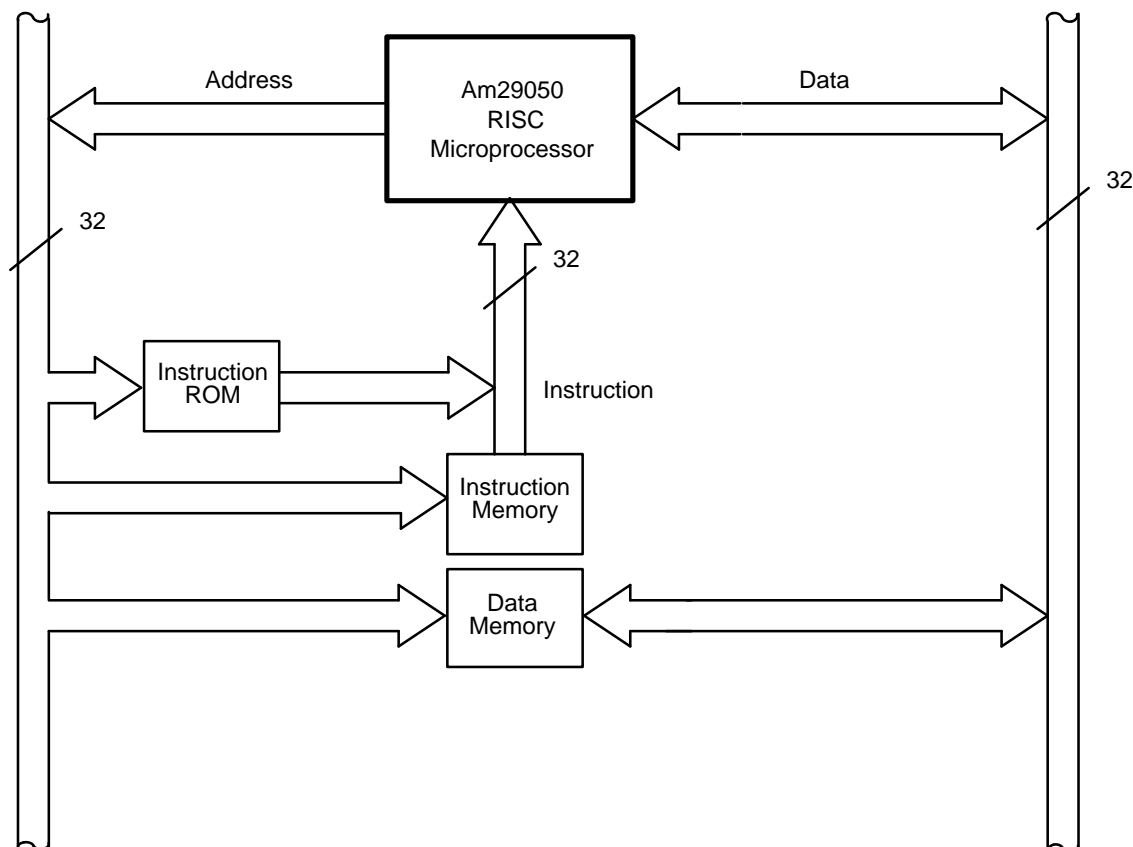 Address
Am29050
RISC
Microprocessor
Data
32
32
32
Instruction
ROM
Instruction
Instruction
Memory
Data
Memory